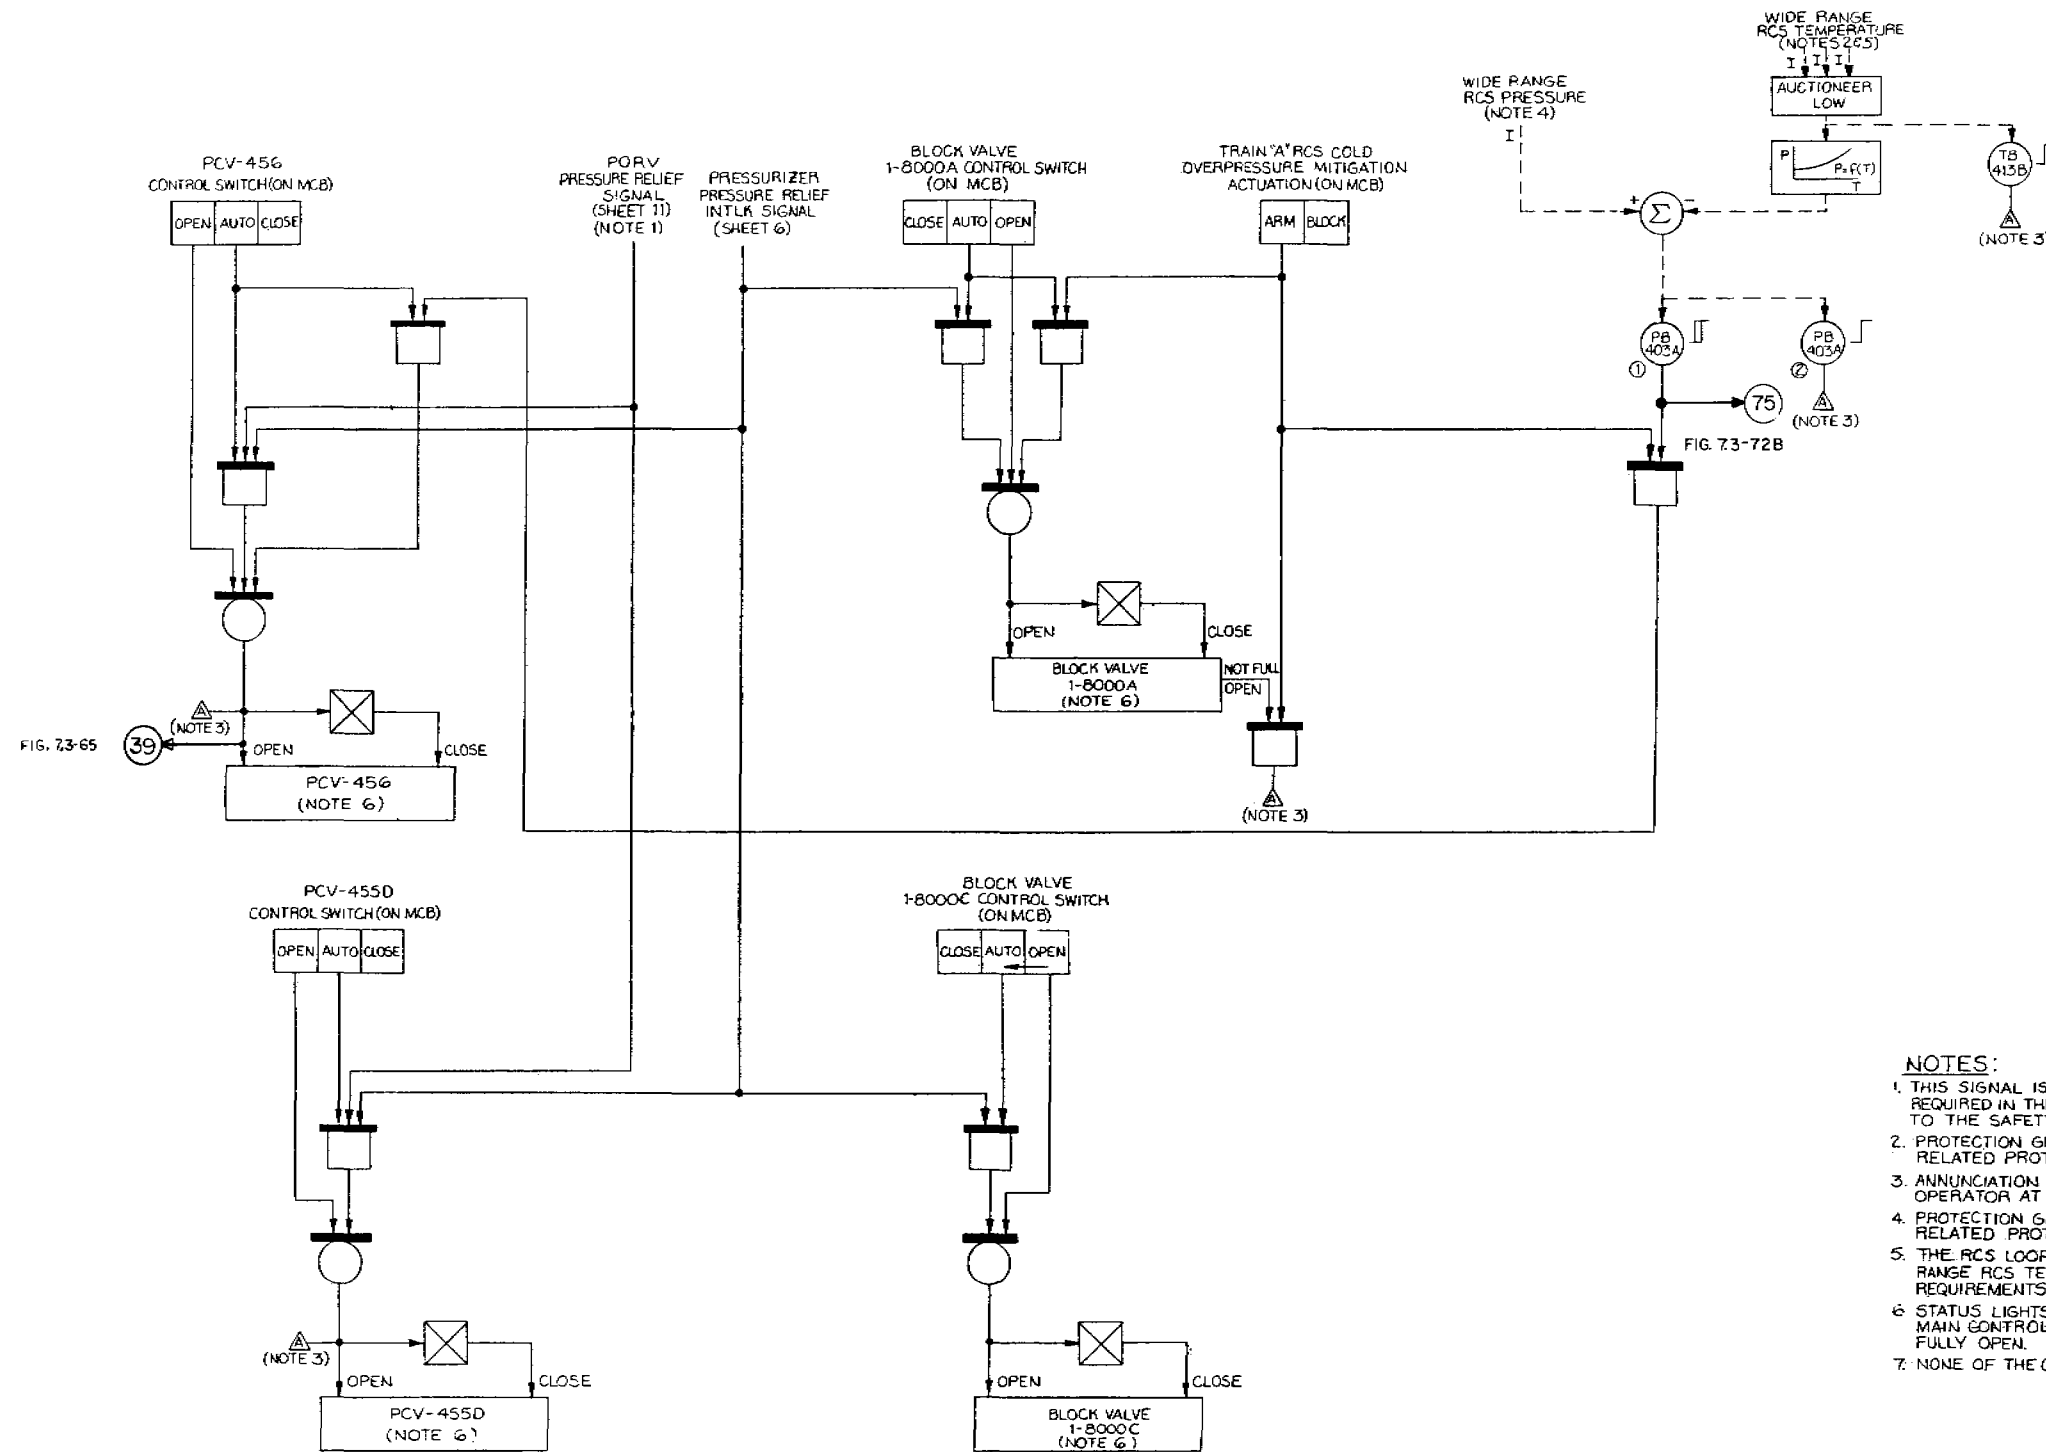 WIDE RANGE
RCS TEMPERATURE
(NOTES 2&5)
I I I
AUCTIONEER
LOW
WIDE RANGE
RCS PRESSURE
(NOTE 4)
I
P
P=F(T)
T
TB
413B
A
(NOTE 3)
+
Σ
-
PCV-456
CONTROL SWITCH (ON MCB)
OPEN AUTO CLOSE
PORV
PRESSURE RELIEF
SIGNAL
(SHEET 11)
(NOTE 1)
PRESSURIZER
PRESSURE RELIEF
INTLK SIGNAL
(SHEET 6)
BLOCK VALVE
1-8000A CONTROL SWITCH
(ON MCB)
CLOSE AUTO OPEN
TRAIN "A" RCS COLD
OVERPRESSURE MITIGATION
ACTUATION (ON MCB)
ARM BLOCK
PB
403A
1
PB
403A
2
75
A
(NOTE 3)
FIG. 7.3-72B
OPEN
CLOSE
BLOCK VALVE
1-8000A
(NOTE 6)
NOT FULL
OPEN
A
(NOTE 3)
A
(NOTE 3)
FIG. 7.3-65
39
OPEN
CLOSE
PCV-456
(NOTE 6)
PCV-455D
CONTROL SWITCH (ON MCB)
OPEN AUTO CLOSE
BLOCK VALVE
1-8000C CONTROL SWITCH
(ON MCB)
CLOSE AUTO OPEN
A
(NOTE 3)
OPEN
CLOSE
PCV-455D
(NOTE 6)
OPEN
CLOSE
BLOCK VALVE
1-8000C
(NOTE 6)
NOTES:
1. THIS SIGNAL IS
REQUIRED IN TH
TO THE SAFET
2. PROTECTION G
RELATED PROT
3. ANNUNCIATION
OPERATOR AT
4. PROTECTION G
RELATED PROT
5. THE RCS LOOP
RANGE RCS TE
REQUIREMENTS
6 STATUS LIGHTS
MAIN CONTROL
FULLY OPEN.
7. NONE OF THE